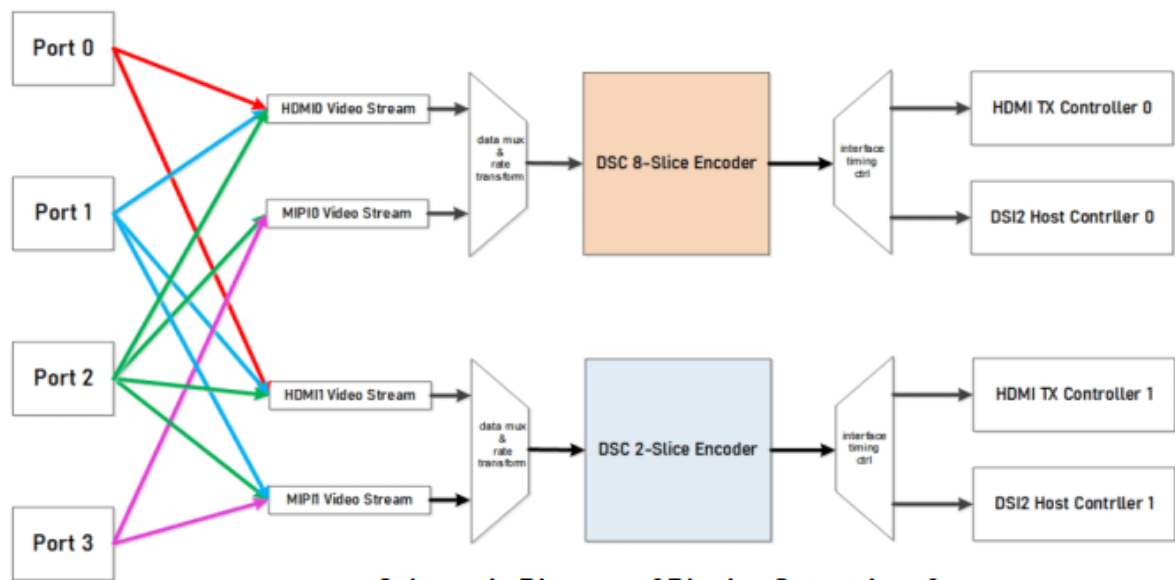 Port 0
Port 1
Port 2
Port 3
HDMI0 Video Stream
MIPI0 Video Stream
HDMI1 Video Stream
MIPI1 Video Stream
data mux
&
rate
transform
DSC 8-Slice Encoder
interface
timing
ctrl
HDMI TX Controller 0
DSI2 Host Contrller 0
data mux
&
rate
transform
DSC 2-Slice Encoder
interface
timing
ctrl
HDMI TX Controller 1
DSI2 Host Contrller 1